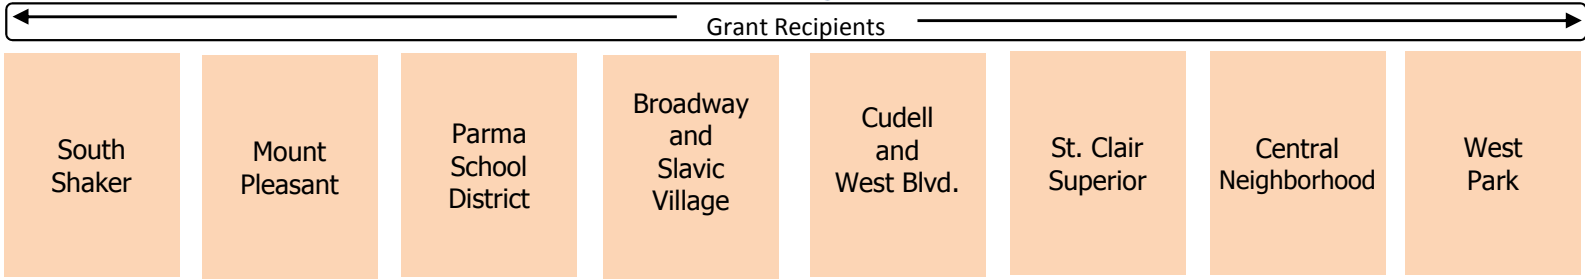 Grant Recipients
South
Shaker
Mount
Pleasant
Parma
School
District
Broadway
and
Slavic
Village
Cudell
and
West Blvd.
St. Clair
Superior
Central
Neighborhood
West
Park